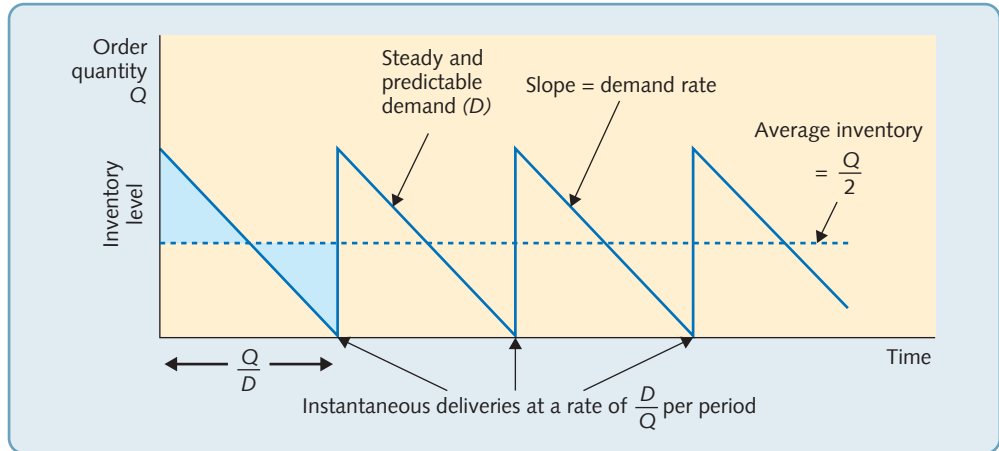 Order
quantity
Q
Steady and
predictable
demand (D)
Slope = demand rate
Average inventory
= Q
2
Inventory
level
Q
D
Time
Instantaneous deliveries at a rate of D/Q per period